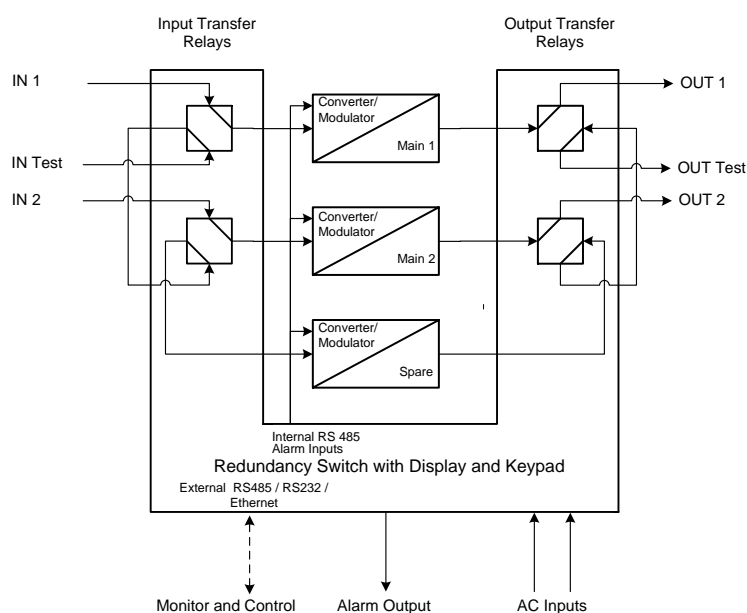 Input Transfer
Relays
Output Transfer
Relays
IN 1
OUT 1
Converter/
Modulator
Main 1
IN Test
OUT Test
IN 2
OUT 2
Converter/
Modulator
Main 2
Converter/
Modulator
Spare
Internal RS 485
Alarm Inputs
Redundancy Switch with Display and Keypad
External RS485 / RS232 /
Ethernet
Monitor and Control
Alarm Output
AC Inputs